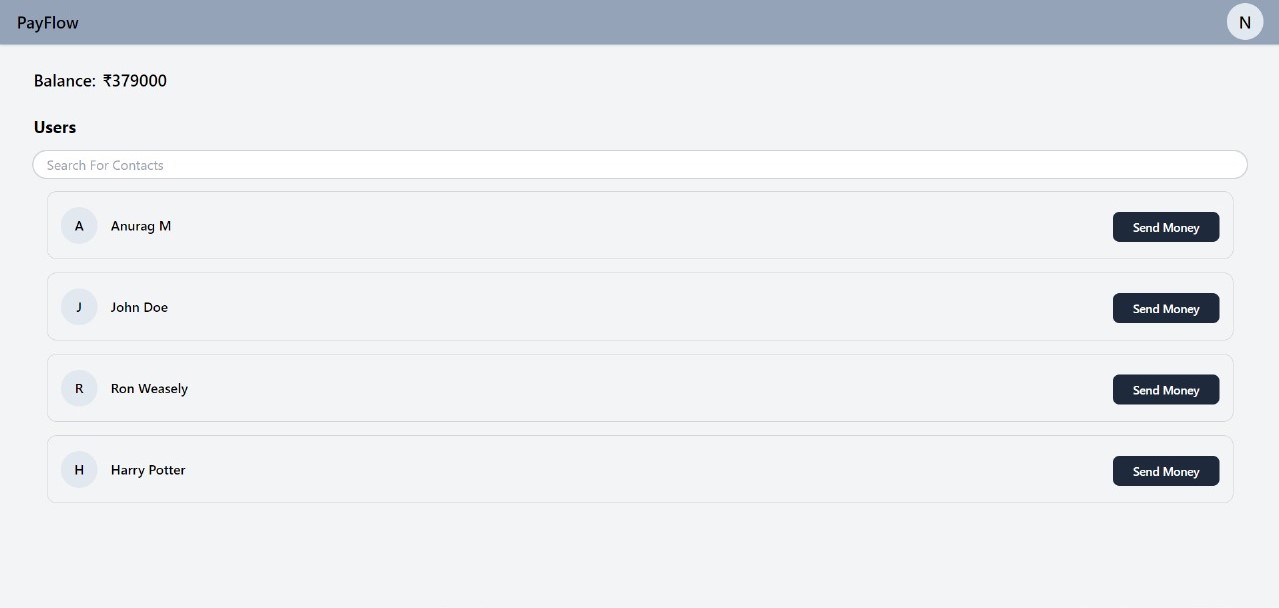 PayFlow
N
Balance: ₹379000
Users
Search For Contacts
A Anurag M Send Money
J John Doe Send Money
R Ron Weasely Send Money
H Harry Potter Send Money